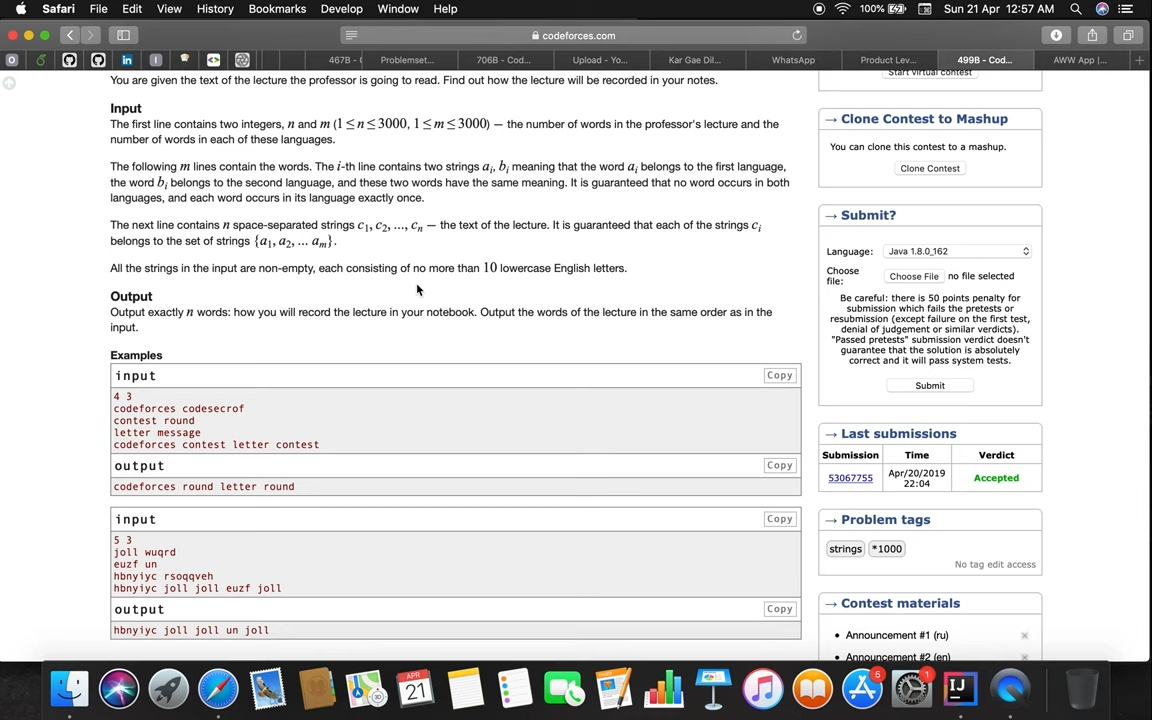 Safari File Edit View History Bookmarks Develop Window Help 100% Sun 21 Apr 12:57 AM
codeforces.com
467B - ( Problemset... 706B - Cod... Upload - Yo... Kar Gae Dil... WhatsApp Product Lev... 499B - Cod... AWW App |...
You are given the text of the lecture the professor is going to read. Find out how the lecture will be recorded in your notes.
Input
The first line contains two integers, n and m (1 ≤ n ≤ 3000, 1 ≤ m ≤ 3000) — the number of words in the professor's lecture and the
number of words in each of these languages.
The following m lines contain the words. The i-th line contains two strings ai, bi meaning that the word ai belongs to the first language,
the word bi belongs to the second language, and these two words have the same meaning. It is guaranteed that no word occurs in both
languages, and each word occurs in its language exactly once.
The next line contains n space-separated strings c1, c2, ..., cn — the text of the lecture. It is guaranteed that each of the strings ci
belongs to the set of strings {a1, a2, ... am}.
All the strings in the input are non-empty, each consisting of no more than 10 lowercase English letters.
Output
Output exactly n words: how you will record the lecture in your notebook. Output the words of the lecture in the same order as in the
input.
Examples
input Copy
4 3
codeforces codesecrof
contest round
letter message
codeforces contest letter contest
output Copy
codeforces round letter round
input Copy
5 3
joll wuqrd
euzf un
hbnyiyc rsoqqveh
hbnyiyc joll joll euzf joll
output Copy
hbnyiyc joll joll un joll
Start virtual contest
→ Clone Contest to Mashup
You can clone this contest to a mashup.
Clone Contest
→ Submit?
Language: Java 1.8.0_162
Choose
file: Choose File no file selected
Be careful: there is 50 points penalty for
submission which fails the pretests or
resubmission (except failure on the first test,
denial of judgement or similar verdicts).
"Passed pretests" submission verdict doesn't
guarantee that the solution is absolutely
correct and it will pass system tests.
Submit
→ Last submissions
Submission Time Verdict
53067755 Apr/20/2019 22:04 Accepted
→ Problem tags
strings *1000
No tag edit access
→ Contest materials
• Announcement #1 (ru)
• Announcement #2 (en)
APR
21
6
1
IJ